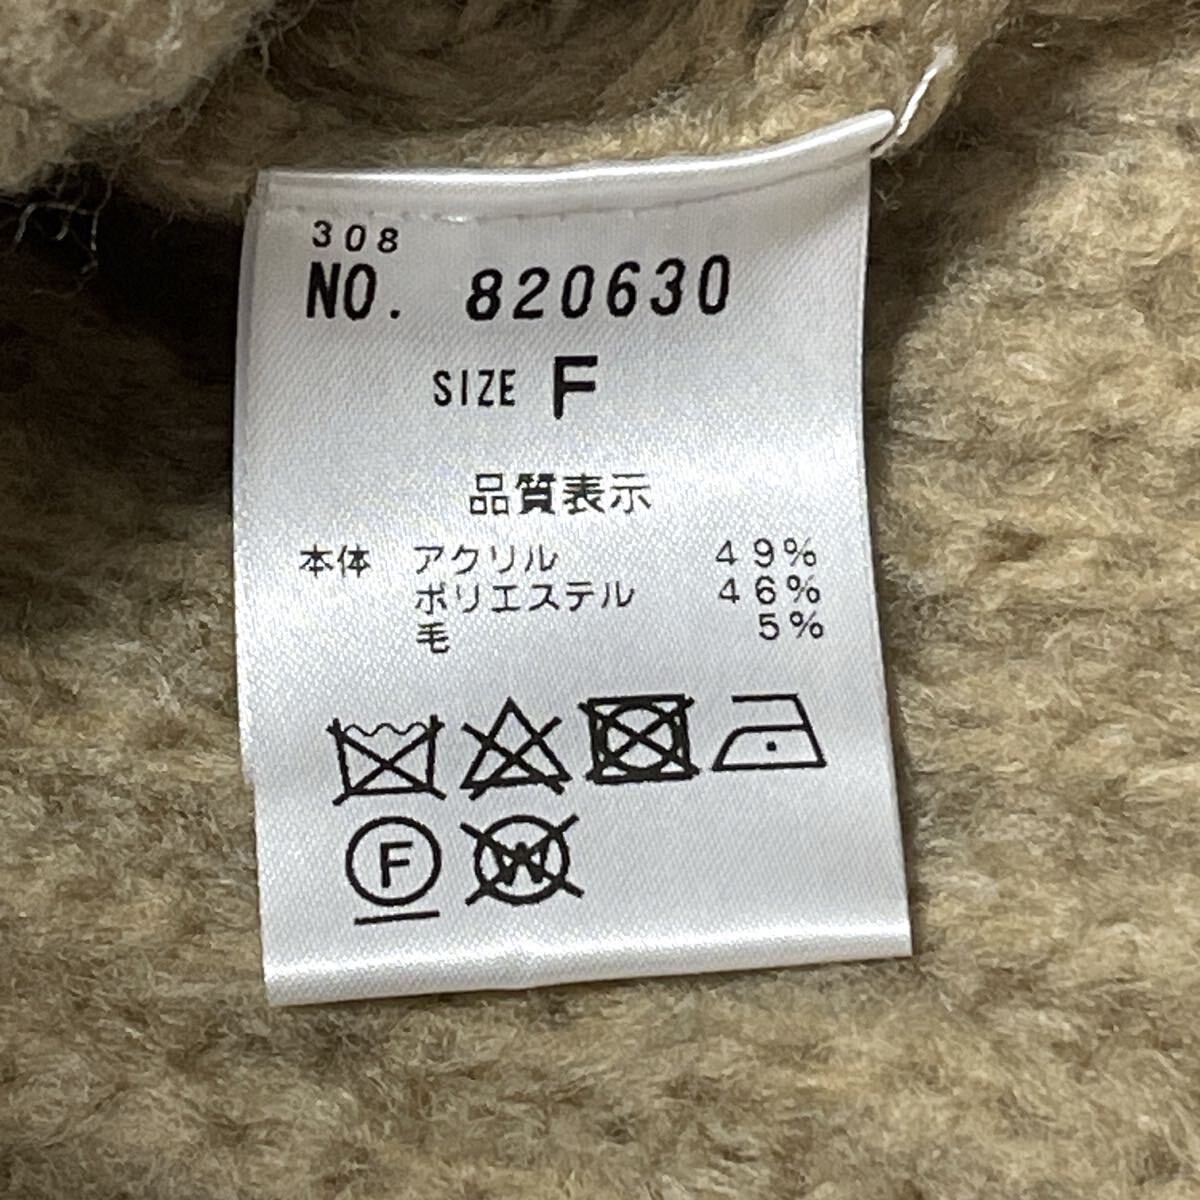 308
NO. 820630
SIZE F
品質表示
本体 アクリル 49%
ポリエステル 46%
毛 5%
F W